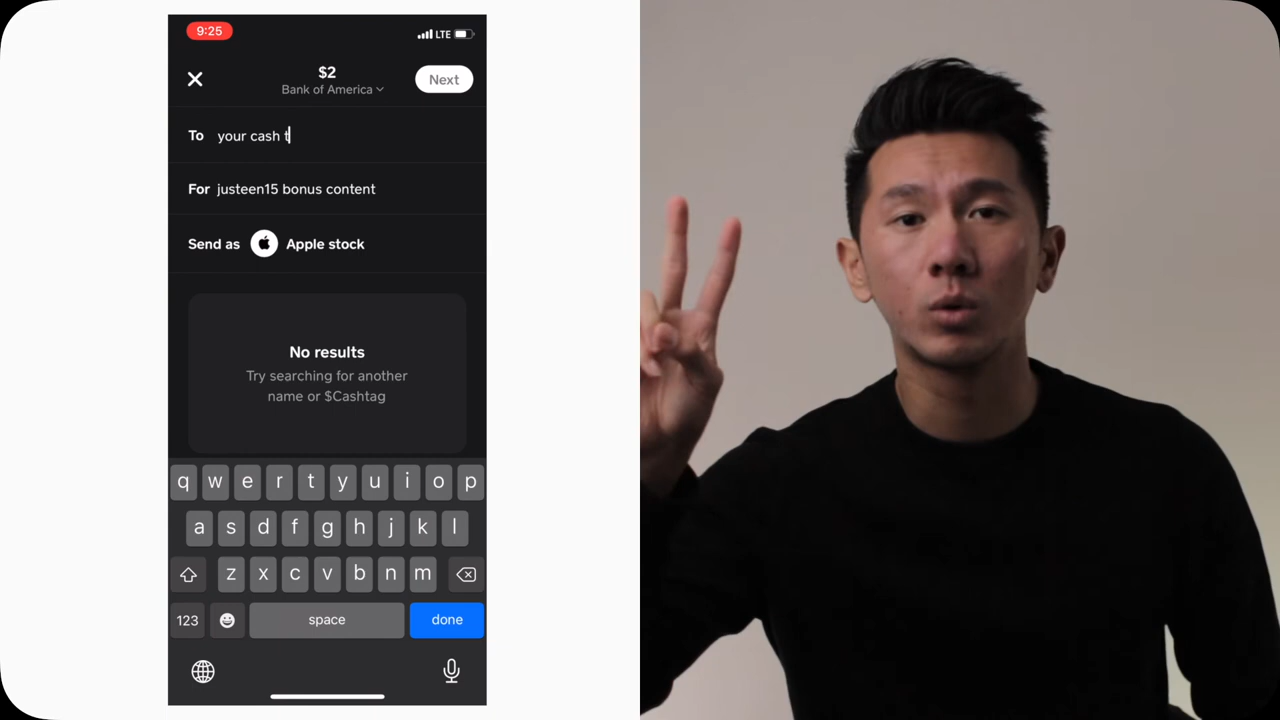 9:25
LTE
$2
Bank of America
Next
To your cash t
For justeen15 bonus content
Send as Apple stock
No results
Try searching for another
name or $Cashtag
q w e r t y u i o p
a s d f g h j k l
z x c v b n m
123 space done